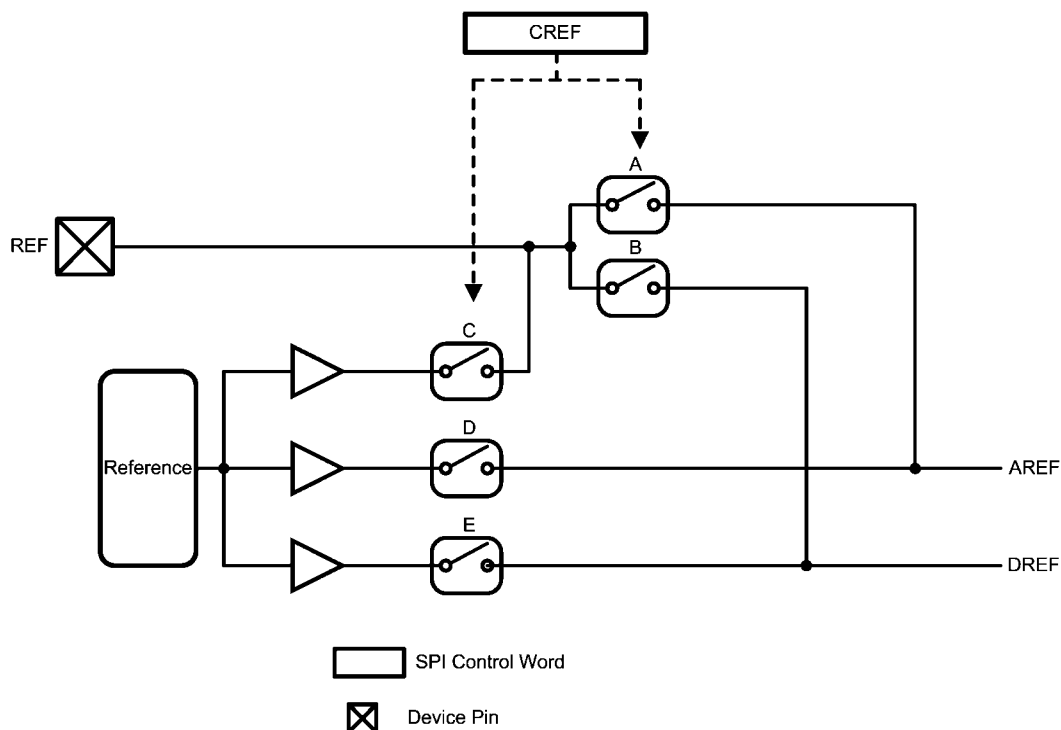 CREF
A
REF
B
C
D
Reference
AREF
E
DREF
SPI Control Word
Device Pin